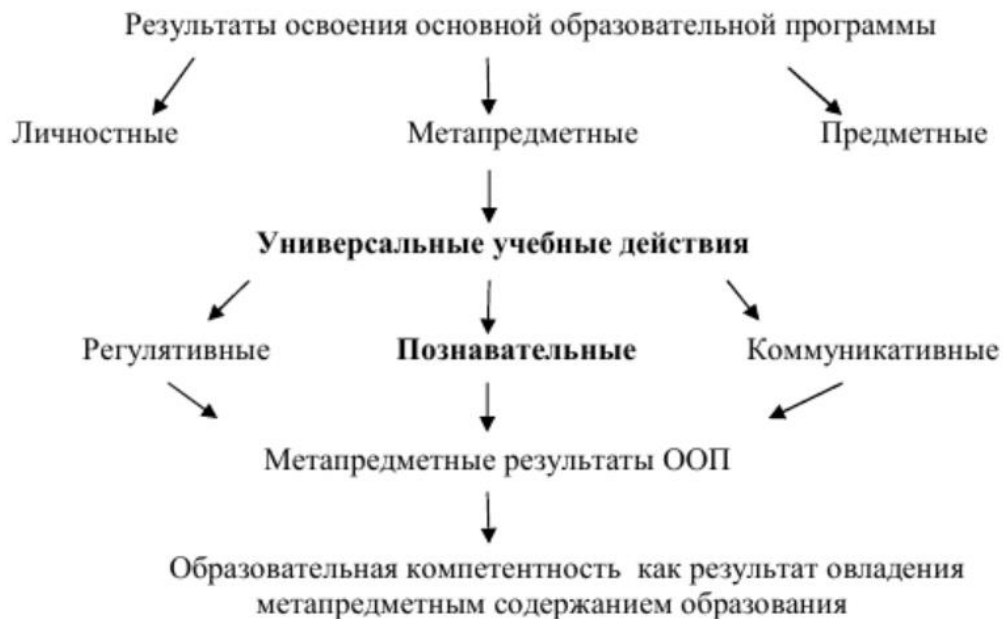 Результаты освоения основной образовательной программы
Личностные Метапредметные Предметные
Универсальные учебные действия
Регулятивные Познавательные Коммуникативные
Метапредметные результаты ООП
Образовательная компетентность как результат овладения
метапредметным содержанием образования